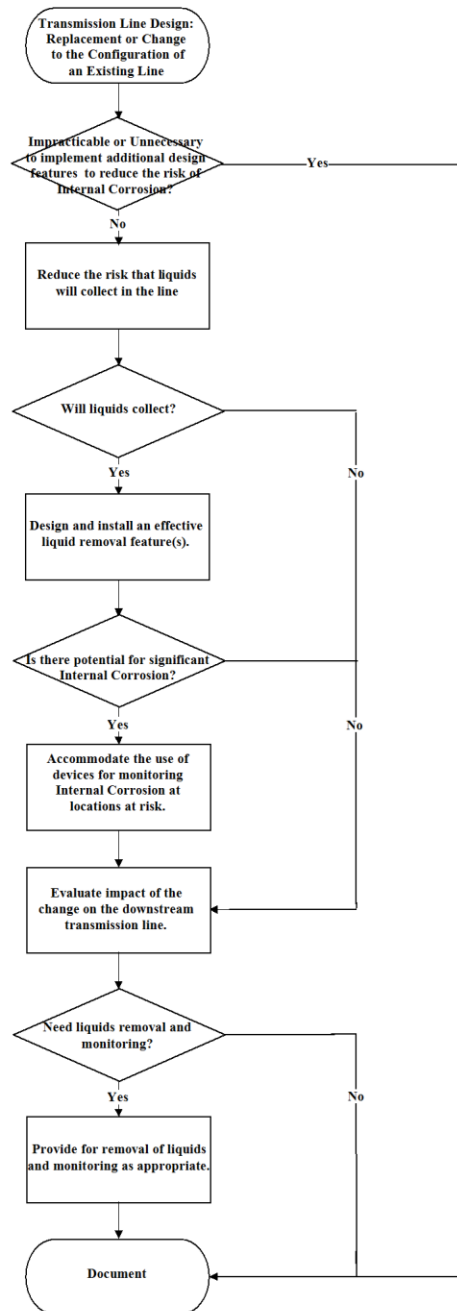 Transmission Line Design:
Replacement or Change
to the Configuration of
an Existing Line
Impracticable or Unnecessary
to implement additional design
features to reduce the risk of
Internal Corrosion?
Yes
No
Reduce the risk that liquids
will collect in the line
Will liquids collect?
Yes
No
Design and install an effective
liquid removal feature(s).
Is there potential for significant
Internal Corrosion?
Yes
No
Accommodate the use of
devices for monitoring
Internal Corrosion at
locations at risk.
Evaluate impact of the
change on the downstream
transmission line.
Need liquids removal and
monitoring?
Yes
No
Provide for removal of liquids
and monitoring as appropriate.
Document